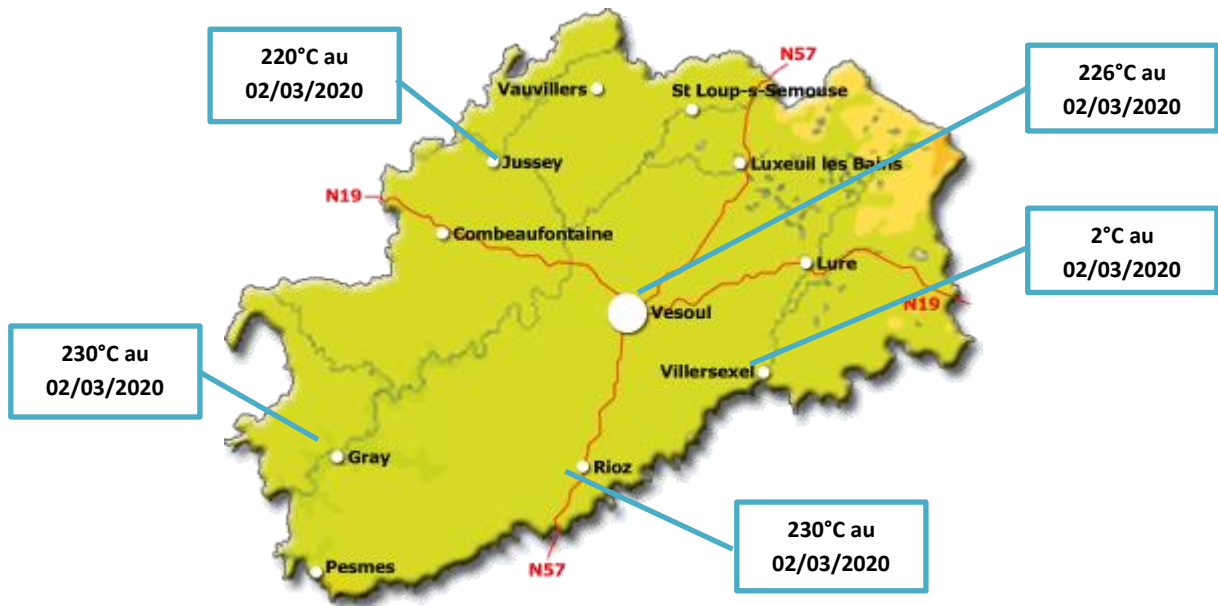 220°C au
02/03/2020
N57
226°C au
02/03/2020
Vauvillers
St Loup-s-Semouse
Jussey
Luxeuil les Bains
N19
Combeaufontaine
2°C au
02/03/2020
Lure
N19
Vesoul
230°C au
02/03/2020
Villersexel
Gray
Rioz
230°C au
02/03/2020
Pesmes
N57